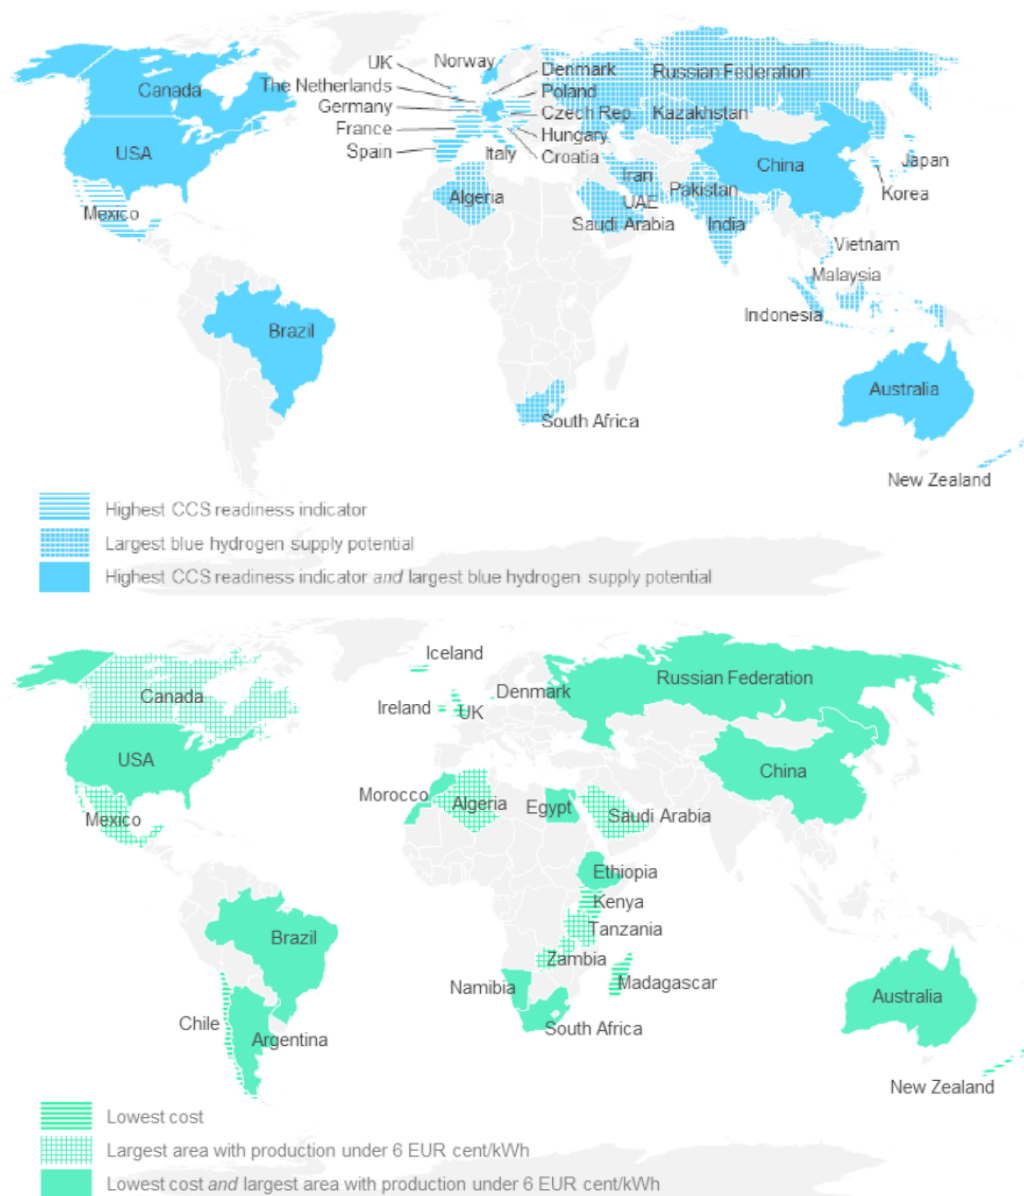 UK
Norway
Denmark
Russian Federation
Canada
The Netherlands
Poland
Germany
Czech Rep.
Kazakhstan
France
Hungary
USA
Spain
Italy
Croatia
China
Japan
Iran
Korea
Algeria
Pakistan
UAE
Mexico
Saudi Arabia
India
Vietnam
Malaysia
Indonesia
Brazil
Australia
South Africa
New Zealand
Highest CCS readiness indicator
Largest blue hydrogen supply potential
Highest CCS readiness indicator and largest blue hydrogen supply potential
Iceland
Russian Federation
Canada
Denmark
Ireland
UK
USA
China
Morocco
Algeria
Egypt
Saudi Arabia
Mexico
Ethiopia
Kenya
Brazil
Tanzania
Zambia
Namibia
Madagascar
Australia
Chile
South Africa
Argentina
New Zealand
Lowest cost
Largest area with production under 6 EUR cent/kWh
Lowest cost and largest area with production under 6 EUR cent/kWh